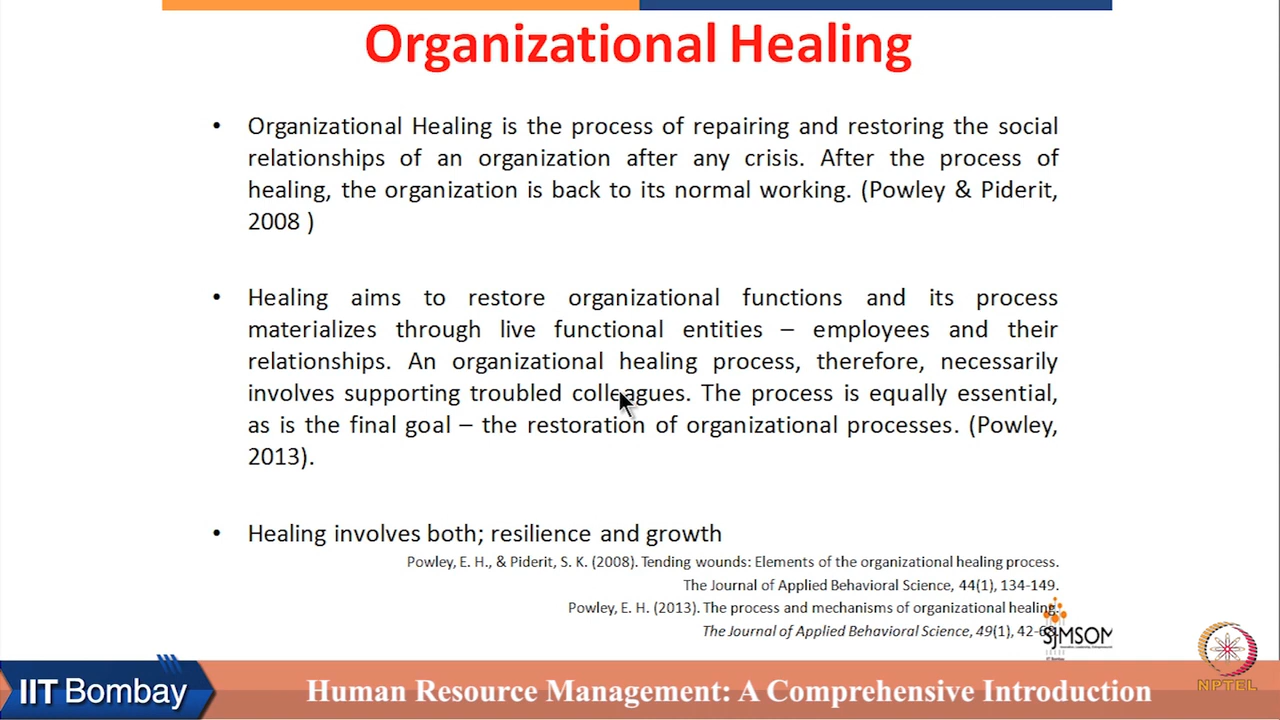 Organizational Healing
• Organizational Healing is the process of repairing and restoring the social
relationships of an organization after any crisis. After the process of
healing, the organization is back to its normal working. (Powley & Piderit,
2008 )
• Healing aims to restore organizational functions and its process
materializes through live functional entities – employees and their
relationships. An organizational healing process, therefore, necessarily
involves supporting troubled colleagues. The process is equally essential,
as is the final goal – the restoration of organizational processes. (Powley,
2013).
• Healing involves both; resilience and growth
Powley, E. H., & Piderit, S. K. (2008). Tending wounds: Elements of the organizational healing process.
The Journal of Applied Behavioral Science, 44(1), 134-149.
Powley, E. H. (2013). The process and mechanisms of organizational healing.
The Journal of Applied Behavioral Science, 49(1),
SJMSOM
NPTEL
IIT Bombay
Human Resource Management: A Comprehensive Introduction